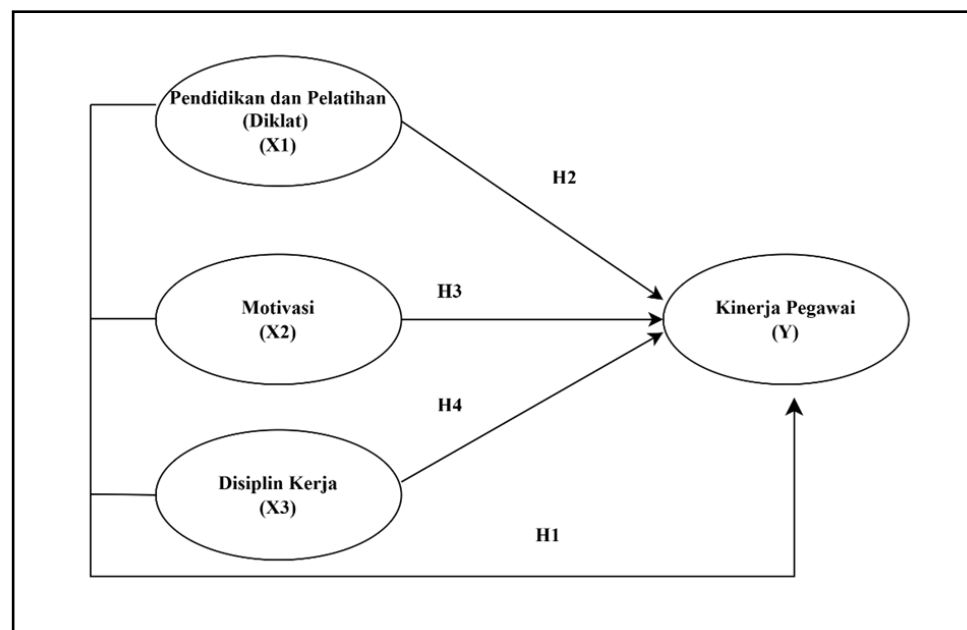 Pendidikan dan Pelatihan
(Diklat)
(X1)
H2
Motivasi
(X2)
H3
Kinerja Pegawai
(Y)
H4
Disiplin Kerja
(X3)
H1